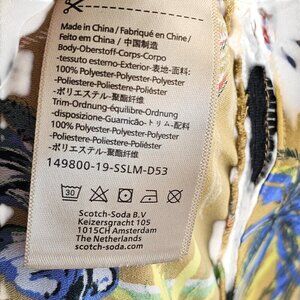 Made in China / Fabriqué en Chine/
Feito em China / 中国制造
Body-Oberstoff-Corps-Corpo
-tessuto esterno-Exterior-表地-面料:
100% Polyester-Polyester-Polyester
-Poliestere-Poliestere-Poliéster
-ポリエステル-聚酯纤维
Trim-Ordnung-équilibre-
-disposizione-Guarnicão-トリム-配料
100% Polyester-Polyester-Polyester
-Poliestere-Poliestere-Poliéster
-ポリエステル-聚酯纤维
149800-19-SSLM-D53
30
Scotch-Soda B.V
Keizersgracht 105
1015CH Amsterdam
The Netherlands
scotch-soda.com